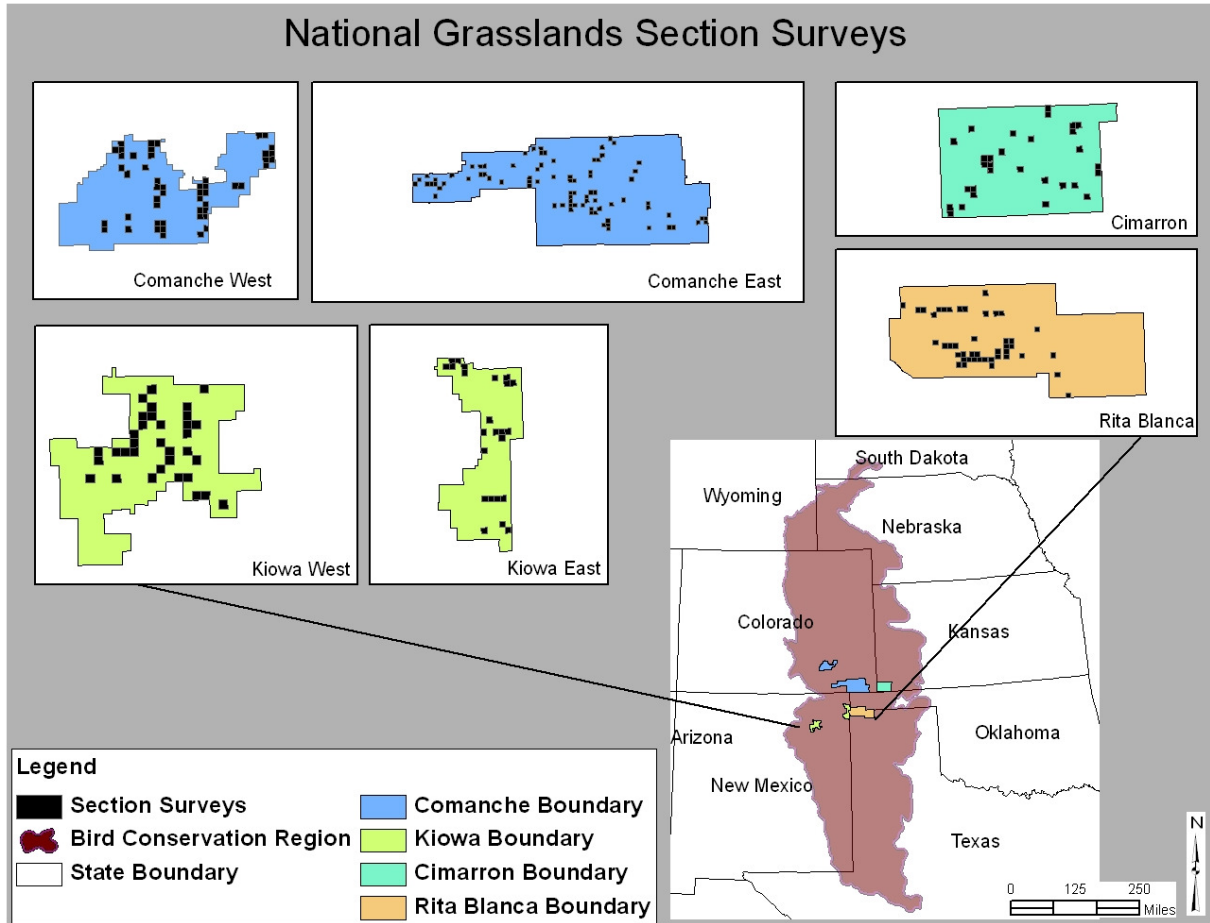 National Grasslands Section Surveys
Comanche West
Comanche East
Cimarron
Rita Blanca
Kiowa West
Kiowa East
South Dakota
Wyoming
Nebraska
Colorado
Kansas
Arizona
Oklahoma
New Mexico
Texas
Legend
Section Surveys
Bird Conservation Region
State Boundary
Comanche Boundary
Kiowa Boundary
Cimarron Boundary
Rita Blanca Boundary
N
0 125 250
Miles